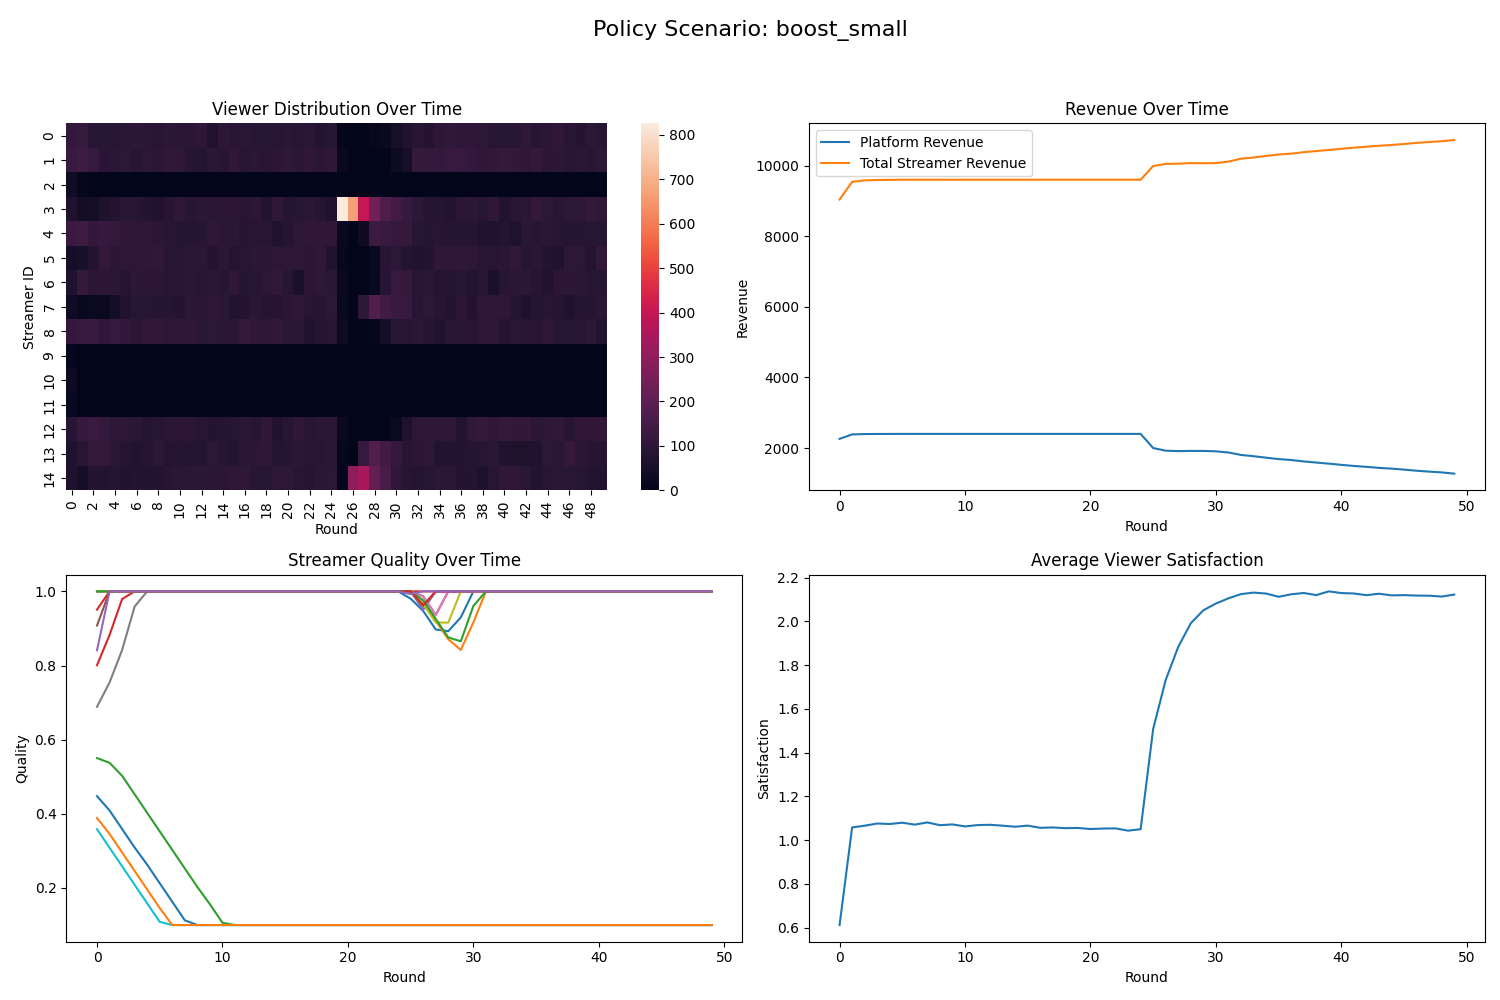 Policy Scenario: boost_small
Viewer Distribution Over Time
Streamer ID
0
1
2
3
4
5
6
7
8
9
10
11
12
13
14
0 2 4 6 8 10 12 14 16 18 20 22 24 26 28 30 32 34 36 38 40 42 44 46 48
Round
800
700
600
500
400
300
200
100
0
Revenue Over Time
Platform Revenue
Total Streamer Revenue
Revenue
10000
8000
6000
4000
2000
0 10 20 30 40 50
Round
Streamer Quality Over Time
Quality
1.0
0.8
0.6
0.4
0.2
0 10 20 30 40 50
Round
Average Viewer Satisfaction
Satisfaction
2.2
2.0
1.8
1.6
1.4
1.2
1.0
0.8
0.6
0 10 20 30 40 50
Round